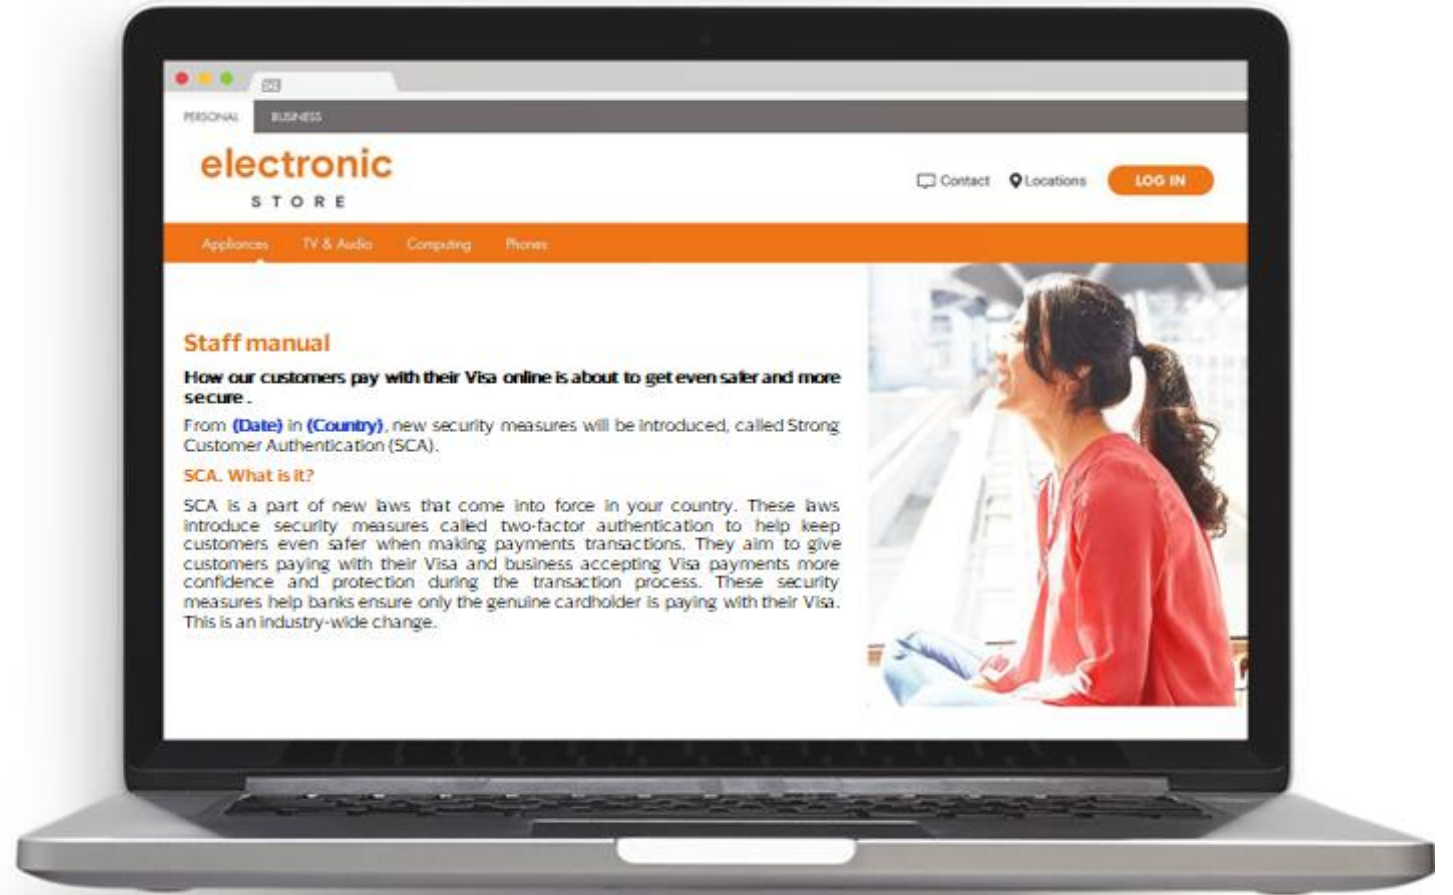 PERSONAL BUSINESS
electronic
STORE
Contact Locations LOG IN
Appliances TV & Audio Computing Phones
Staff manual
How our customers pay with their Visa online is about to get even safer and more
secure .
From (Date) in (Country), new security measures will be introduced, called Strong
Customer Authentication (SCA).
SCA. What is it?
SCA is a part of new laws that come into force in your country. These laws
introduce security measures called two-factor authentication to help keep
customers even safer when making payments transactions. They aim to give
customers paying with their Visa and business accepting Visa payments more
confidence and protection during the transaction process. These security
measures help banks ensure only the genuine cardholder is paying with their Visa.
This is an industry-wide change.